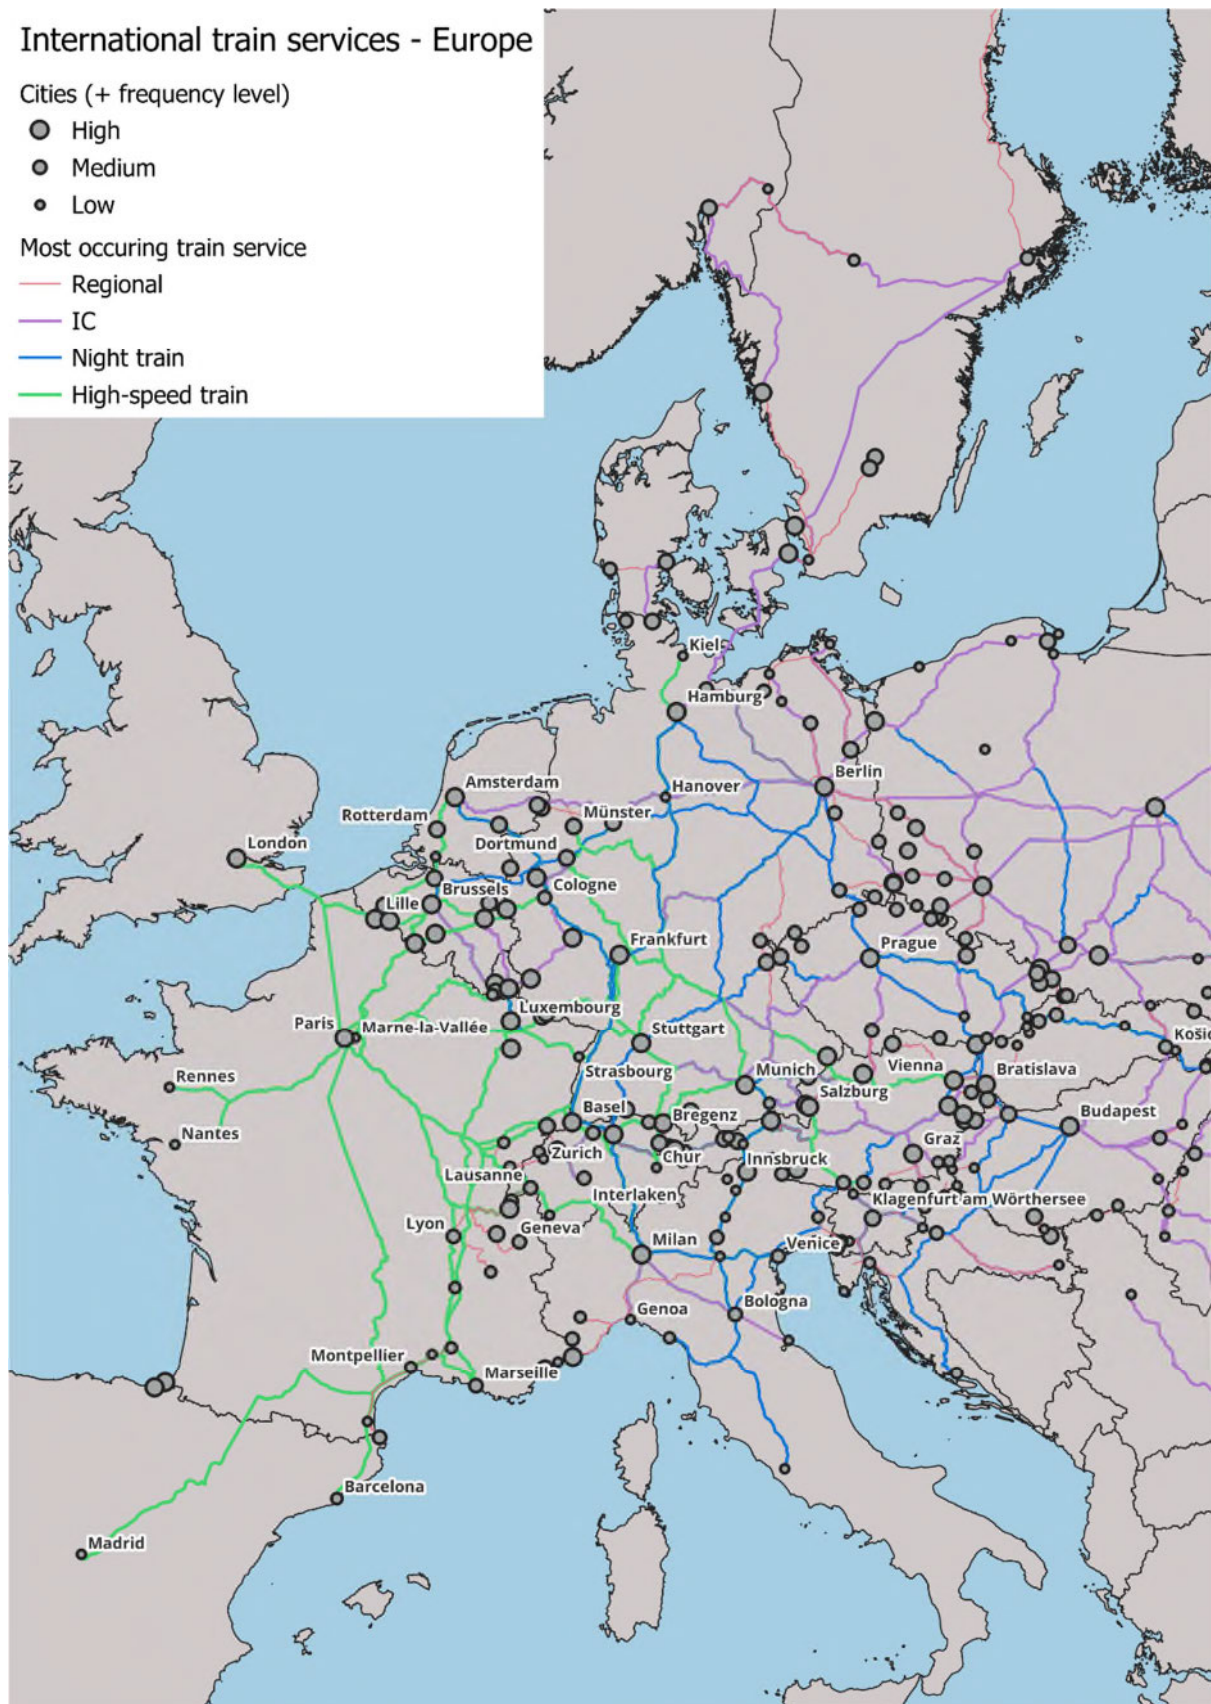 International train services - Europe
Cities (+ frequency level)
High
Medium
Low
Most occuring train service
Regional
IC
Night train
High-speed train
Kiel
Hamburg
Berlin
Hanover
Amsterdam
Rotterdam
Münster
London
Dortmund
Cologne
Brussels
Lille
Frankfurt
Prague
Luxembourg
Paris
Marne-la-Vallée
Stuttgart
Košic
Strasbourg
Munich
Vienna
Bratislava
Rennes
Salzburg
Basel
Bregenz
Budapest
Nantes
Zurich
Chur
Graz
Innsbruck
Lausanne
Interlaken
Klagenfurt am Wörthersee
Lyon
Geneva
Milan
Venice
Genoa
Bologna
Montpellier
Marseille
Barcelona
Madrid